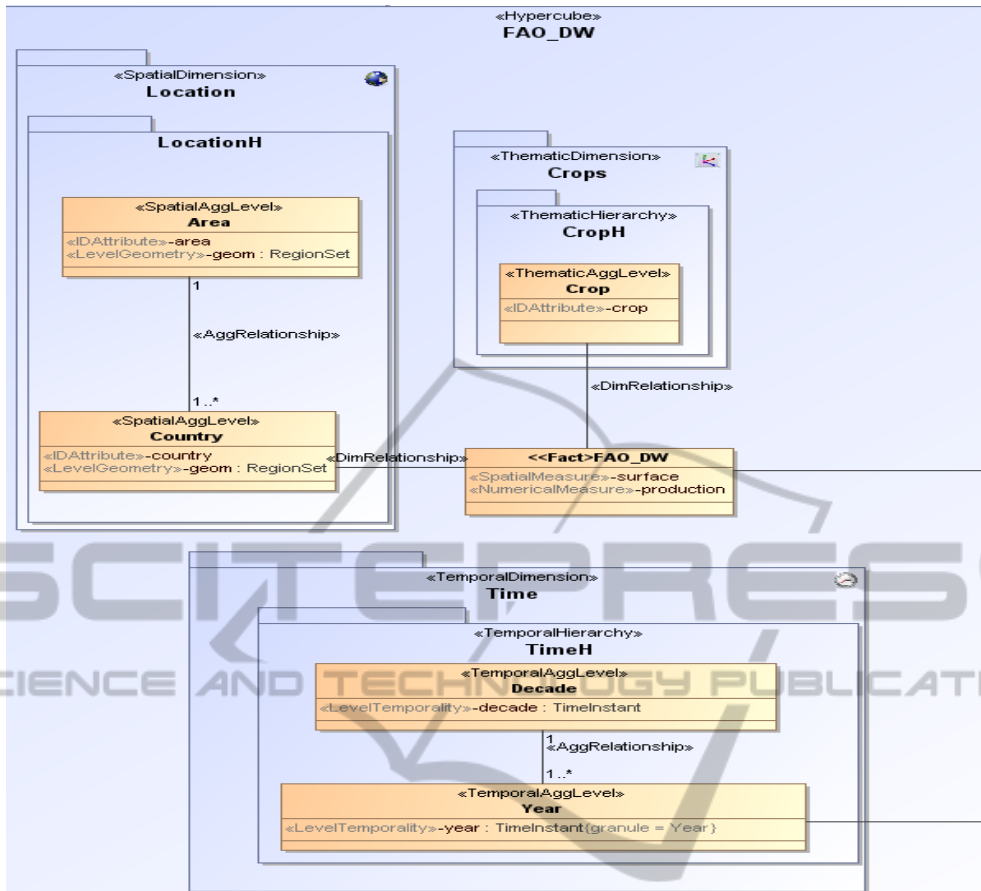 «Hypercube»
FAO_DW
«SpatialDimension»
Location
LocationH
«SpatialAggLevel»
Area
«IDAttribute»-area
«LevelGeometry»-geom : RegionSet
1
«AggRelationship»
1..*
«SpatialAggLevel»
Country
«IDAttribute»-country
«LevelGeometry»-geom : RegionSet
«ThematicDimension»
Crops
«ThematicHierarchy»
CropH
«ThematicAggLevel»
Crop
«IDAttribute»-crop
«DimRelationship»
«DimRelationship»
<<Fact>FAO_DW
«SpatialMeasure»-surface
«NumericalMeasure»-production
«TemporalDimension»
Time
«TemporalHierarchy»
TimeH
«TemporalAggLevel»
Decade
«LevelTemporality»-decade : TimeInstant
1
«AggRelationship»
1..*
«TemporalAggLevel»
Year
«LevelTemporality»-year : TimeInstant{granule = Year}
SCITEPRES
CIENCE AND TECHNOLOGY PUBLICATI